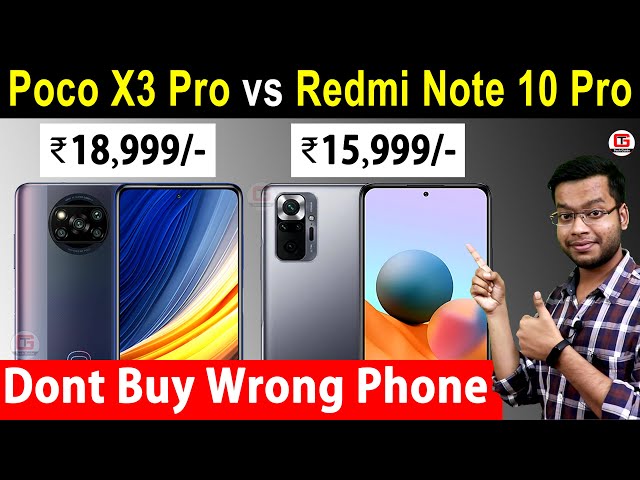 Poco X3 Pro vs Redmi Note 10 Pro
₹18,999/-
₹15,999/-
Dont Buy Wrong Phone